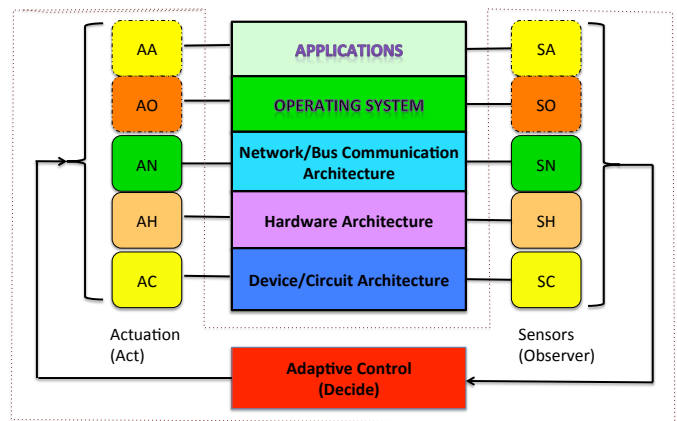 AA
APPLICATIONS
SA
AO
OPERATING SYSTEM
SO
AN
Network/Bus Communication
Architecture
SN
AH
Hardware Architecture
SH
AC
Device/Circuit Architecture
SC
Actuation
(Act)
Sensors
(Observer)
Adaptive Control
(Decide)